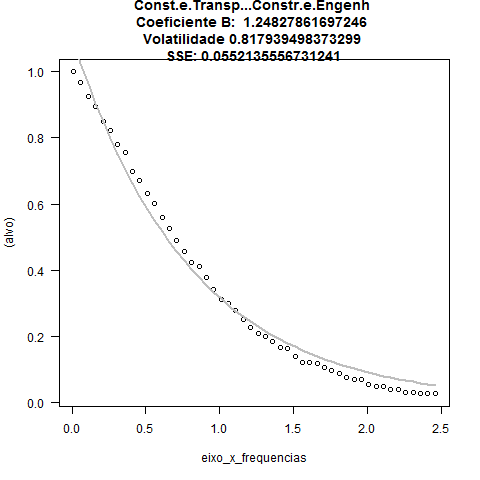 Const.e.Transp...Constr.e.Engenh
Coeficiente B: 1.24827861697246
Volatilidade 0.817939498373299
SSE: 0.0552135556731241
1.0
0.8
0.6
0.4
0.2
0.0
(alvo)
0.0 0.5 1.0 1.5 2.0 2.5
eixo_x_frequencias